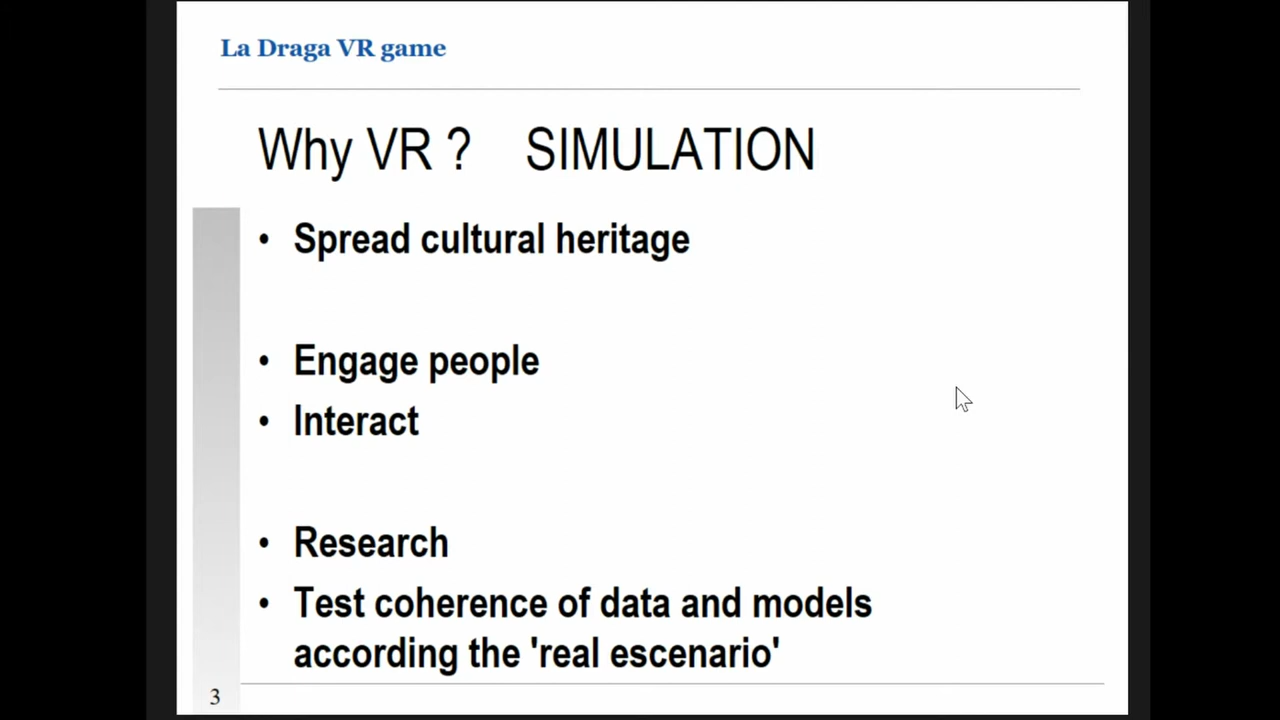 La Draga VR game
Why VR ? SIMULATION
• Spread cultural heritage
• Engage people
• Interact
• Research
• Test coherence of data and models
according the 'real escenario'
3